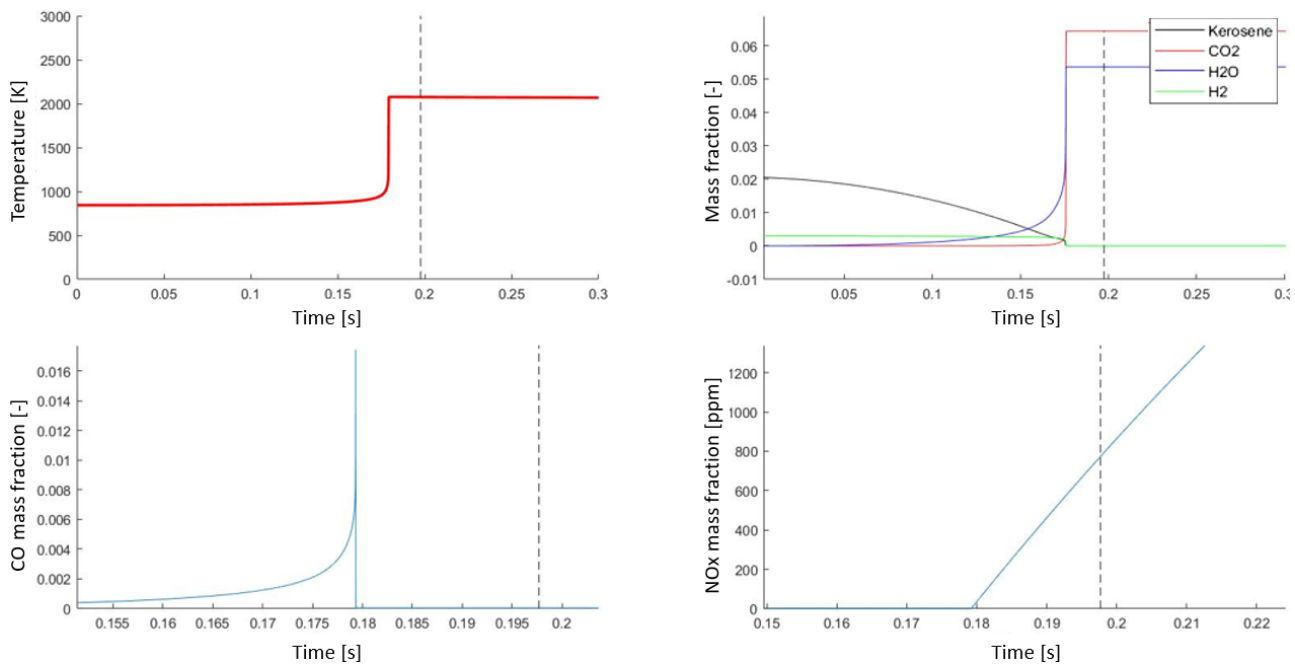 3000
2500
2000
1500
1000
500
0
Temperature [K]
0 0.05 0.1 0.15 0.2 0.25 0.3
Time [s]
0.06
0.05
0.04
0.03
0.02
0.01
0
-0.01
Mass fraction [-]
Kerosene
CO2
H2O
H2
0.05 0.1 0.15 0.2 0.25 0.3
Time [s]
0.016
0.014
0.012
0.01
0.008
0.006
0.004
0.002
0
CO mass fraction [-]
0.155 0.16 0.165 0.17 0.175 0.18 0.185 0.19 0.195 0.2
Time [s]
1200
1000
800
600
400
200
0
NOx mass fraction [ppm]
0.15 0.16 0.17 0.18 0.19 0.2 0.21 0.22
Time [s]